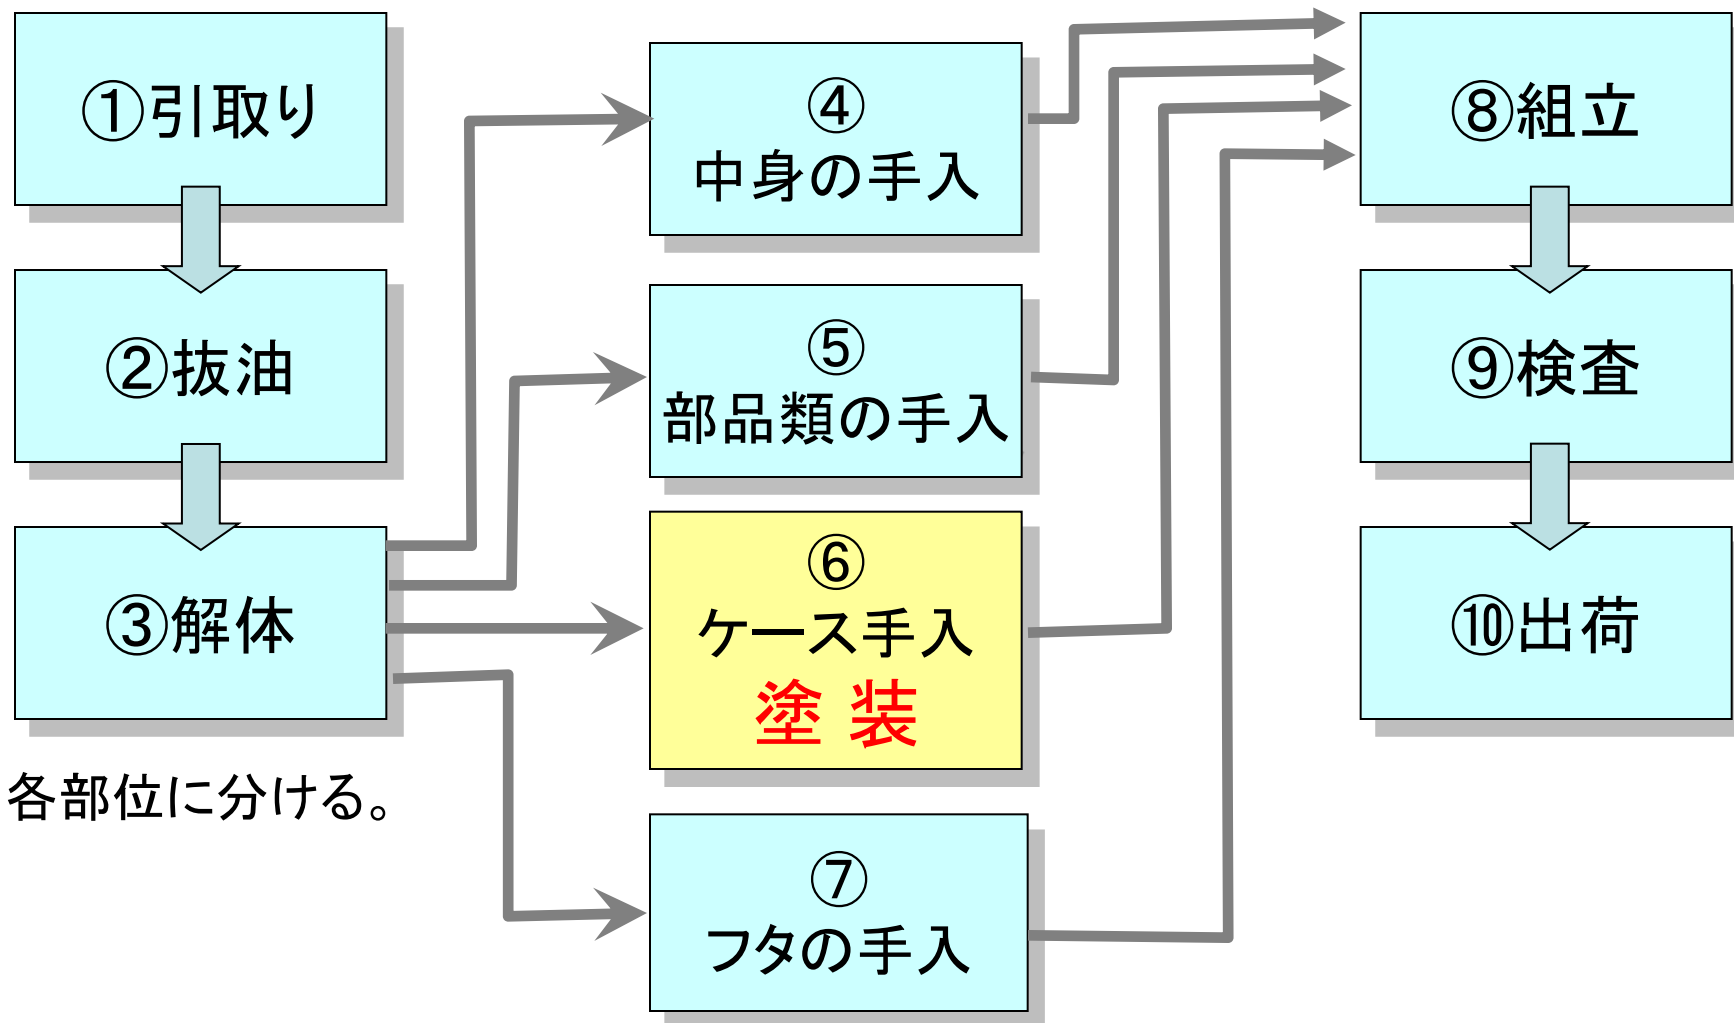 ①引取り
②抜油
③解体
各部位に分ける。
④
中身の手入
⑤
部品類の手入
⑥
ケース手入
塗 装
⑦
フタの手入
⑧組立
⑨検査
⑩出荷